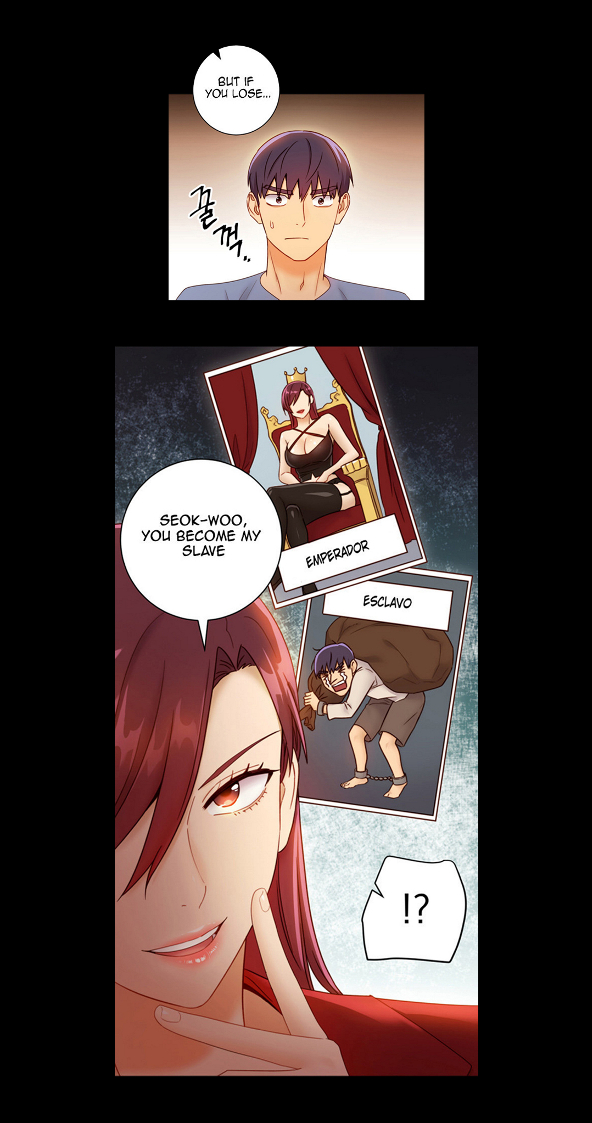 BUT IF
YOU LOSE...
꿀
꺽..
EMPERADOR
SEOK-WOO,
YOU BECOME MY
SLAVE
ESCLAVO
!?